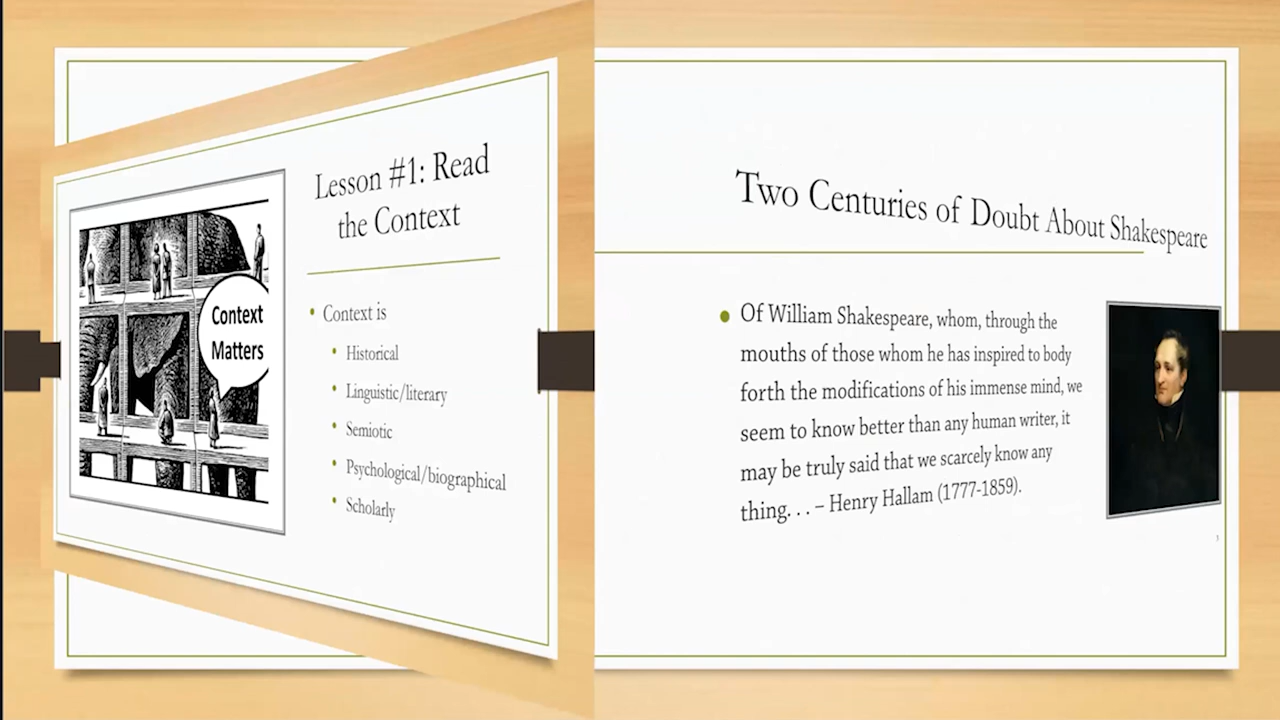 Lesson #1: Read
the Context
Context
Matters
• Context is
• Historical
• Linguistic/literary
• Semiotic
• Psychological/biographical
• Scholarly
Two Centuries of Doubt About Shakespeare
• Of William Shakespeare, whom, through the
mouths of those whom he has inspired to body
forth the modifications of his immense mind, we
seem to know better than any human writer, it
may be truly said that we scarcely know any
thing. . . – Henry Hallam (1777-1859).